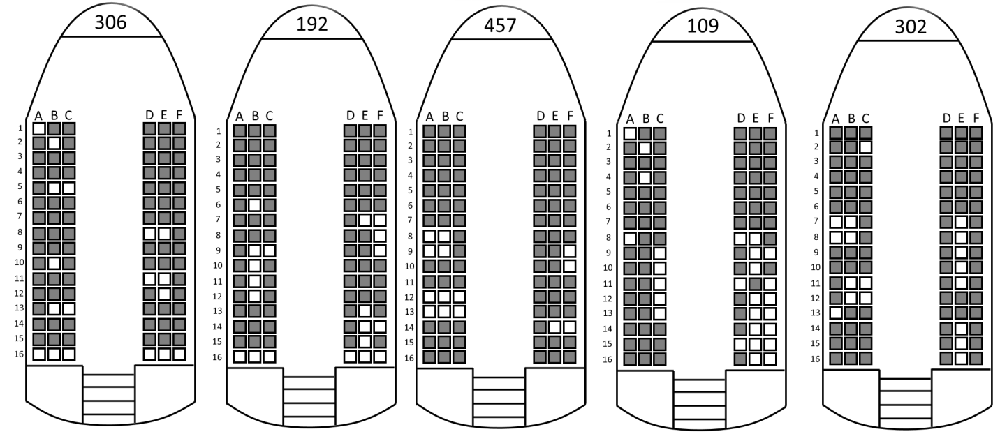 306 192 457 109 302
A B C D E F A B C D E F A B C D E F A B C D E F A B C D E F
1 1 1 1 1
2 2 2 2 2
3 3 3 3 3
4 4 4 4 4
5 5 5 5 5
6 6 6 6 6
7 7 7 7 7
8 8 8 8 8
9 9 9 9 9
10 10 10 10 10
11 11 11 11 11
12 12 12 12 12
13 13 13 13 13
14 14 14 14 14
15 15 15 15 15
16 16 16 16 16